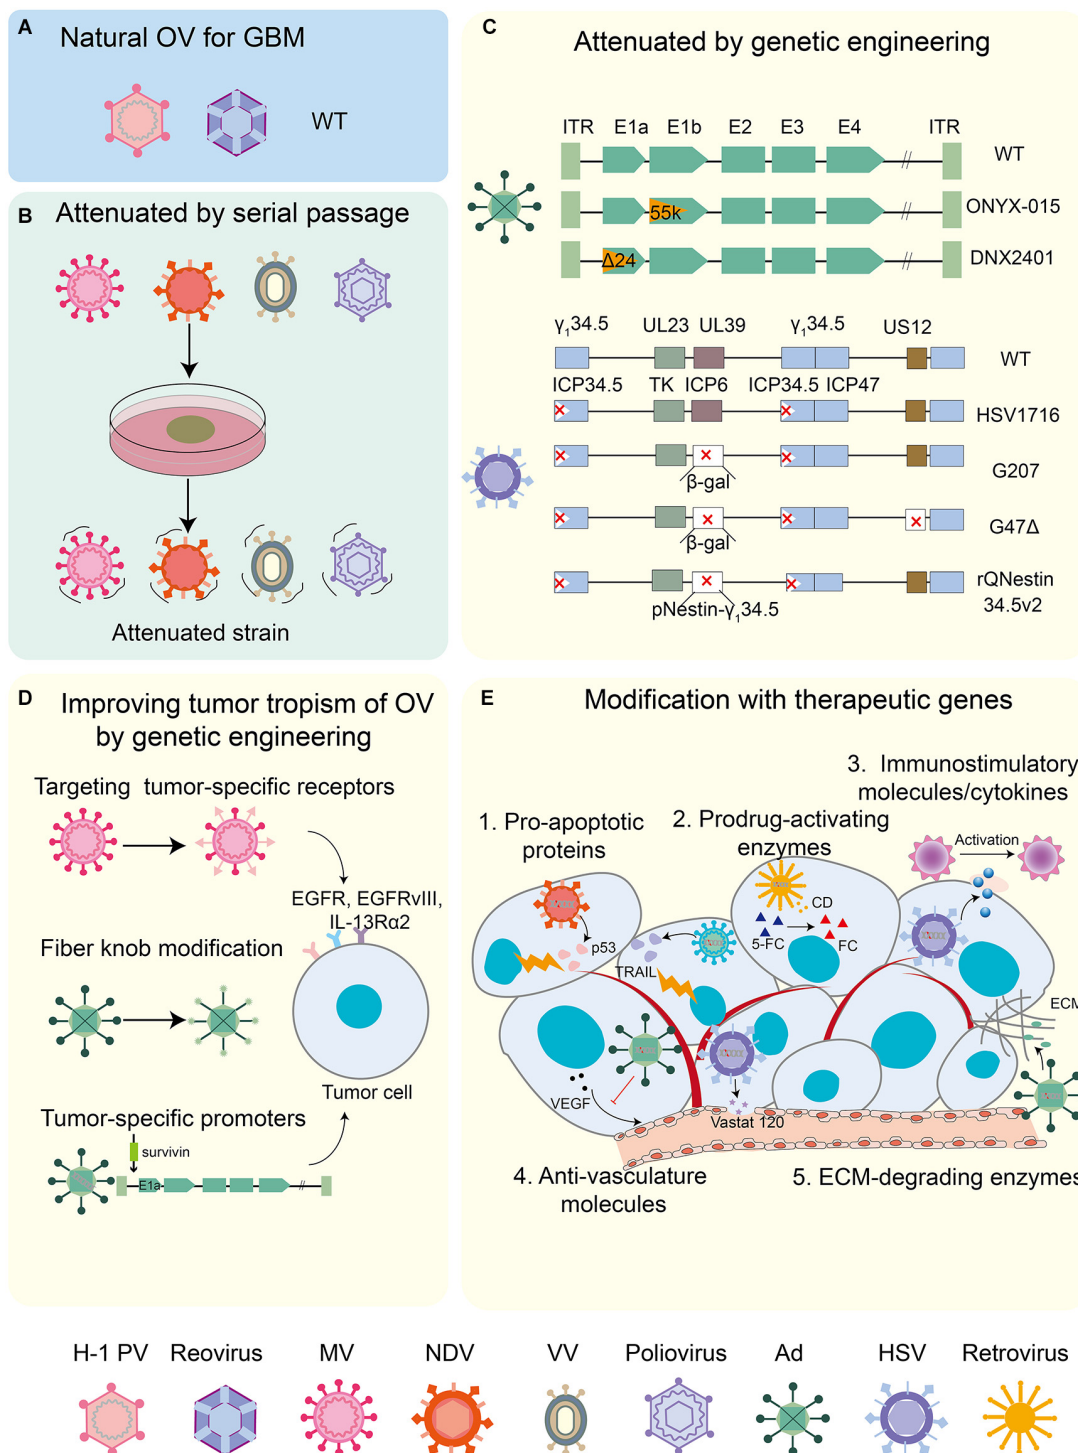 A
Natural OV for GBM
WT
B
Attenuated by serial passage
Attenuated strain
C
Attenuated by genetic engineering
ITR E1a E1b E2 E3 E4 ITR
WT
55k
ONYX-015
Δ24
DNX2401
γ₁34.5 UL23 UL39 γ₁34.5 US12
WT
ICP34.5 TK ICP6 ICP34.5 ICP47
HSV1716
G207
β-gal
G47Δ
β-gal
rQNestin
34.5v2
pNestin-γ₁34.5
D
Improving tumor tropism of OV
by genetic engineering
Targeting tumor-specific receptors
EGFR, EGFRvIII,
IL-13Rα2
Fiber knob modification
Tumor cell
Tumor-specific promoters
survivin
E1a
E
Modification with therapeutic genes
3. Immunostimulatory
molecules/cytokines
1. Pro-apoptotic
proteins
2. Prodrug-activating
enzymes
Activation
CD
5-FC
FC
p53
TRAIL
ECM
VEGF
Vastat 120
4. Anti-vasculature
molecules
5. ECM-degrading enzymes
H-1 PV Reovirus MV NDV VV Poliovirus Ad HSV Retrovirus